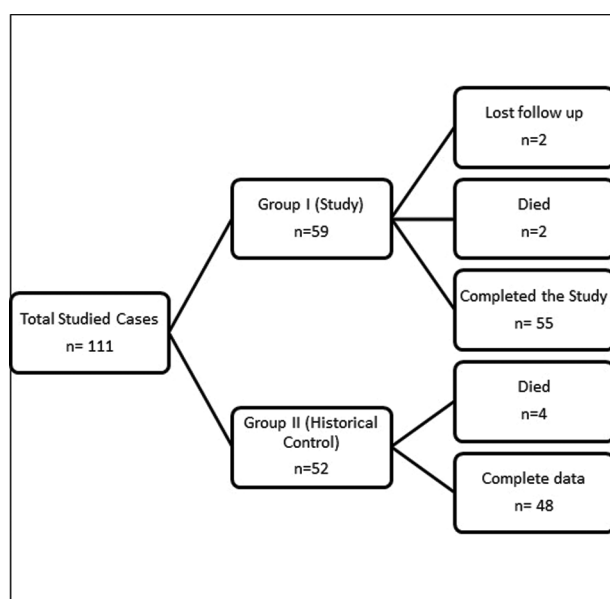 Total Studied Cases
n= 111
Group I (Study)
n=59
Lost follow up
n=2
Died
n=2
Completed the Study
n= 55
Group II (Historical
Control)
n=52
Died
n=4
Complete data
n= 48